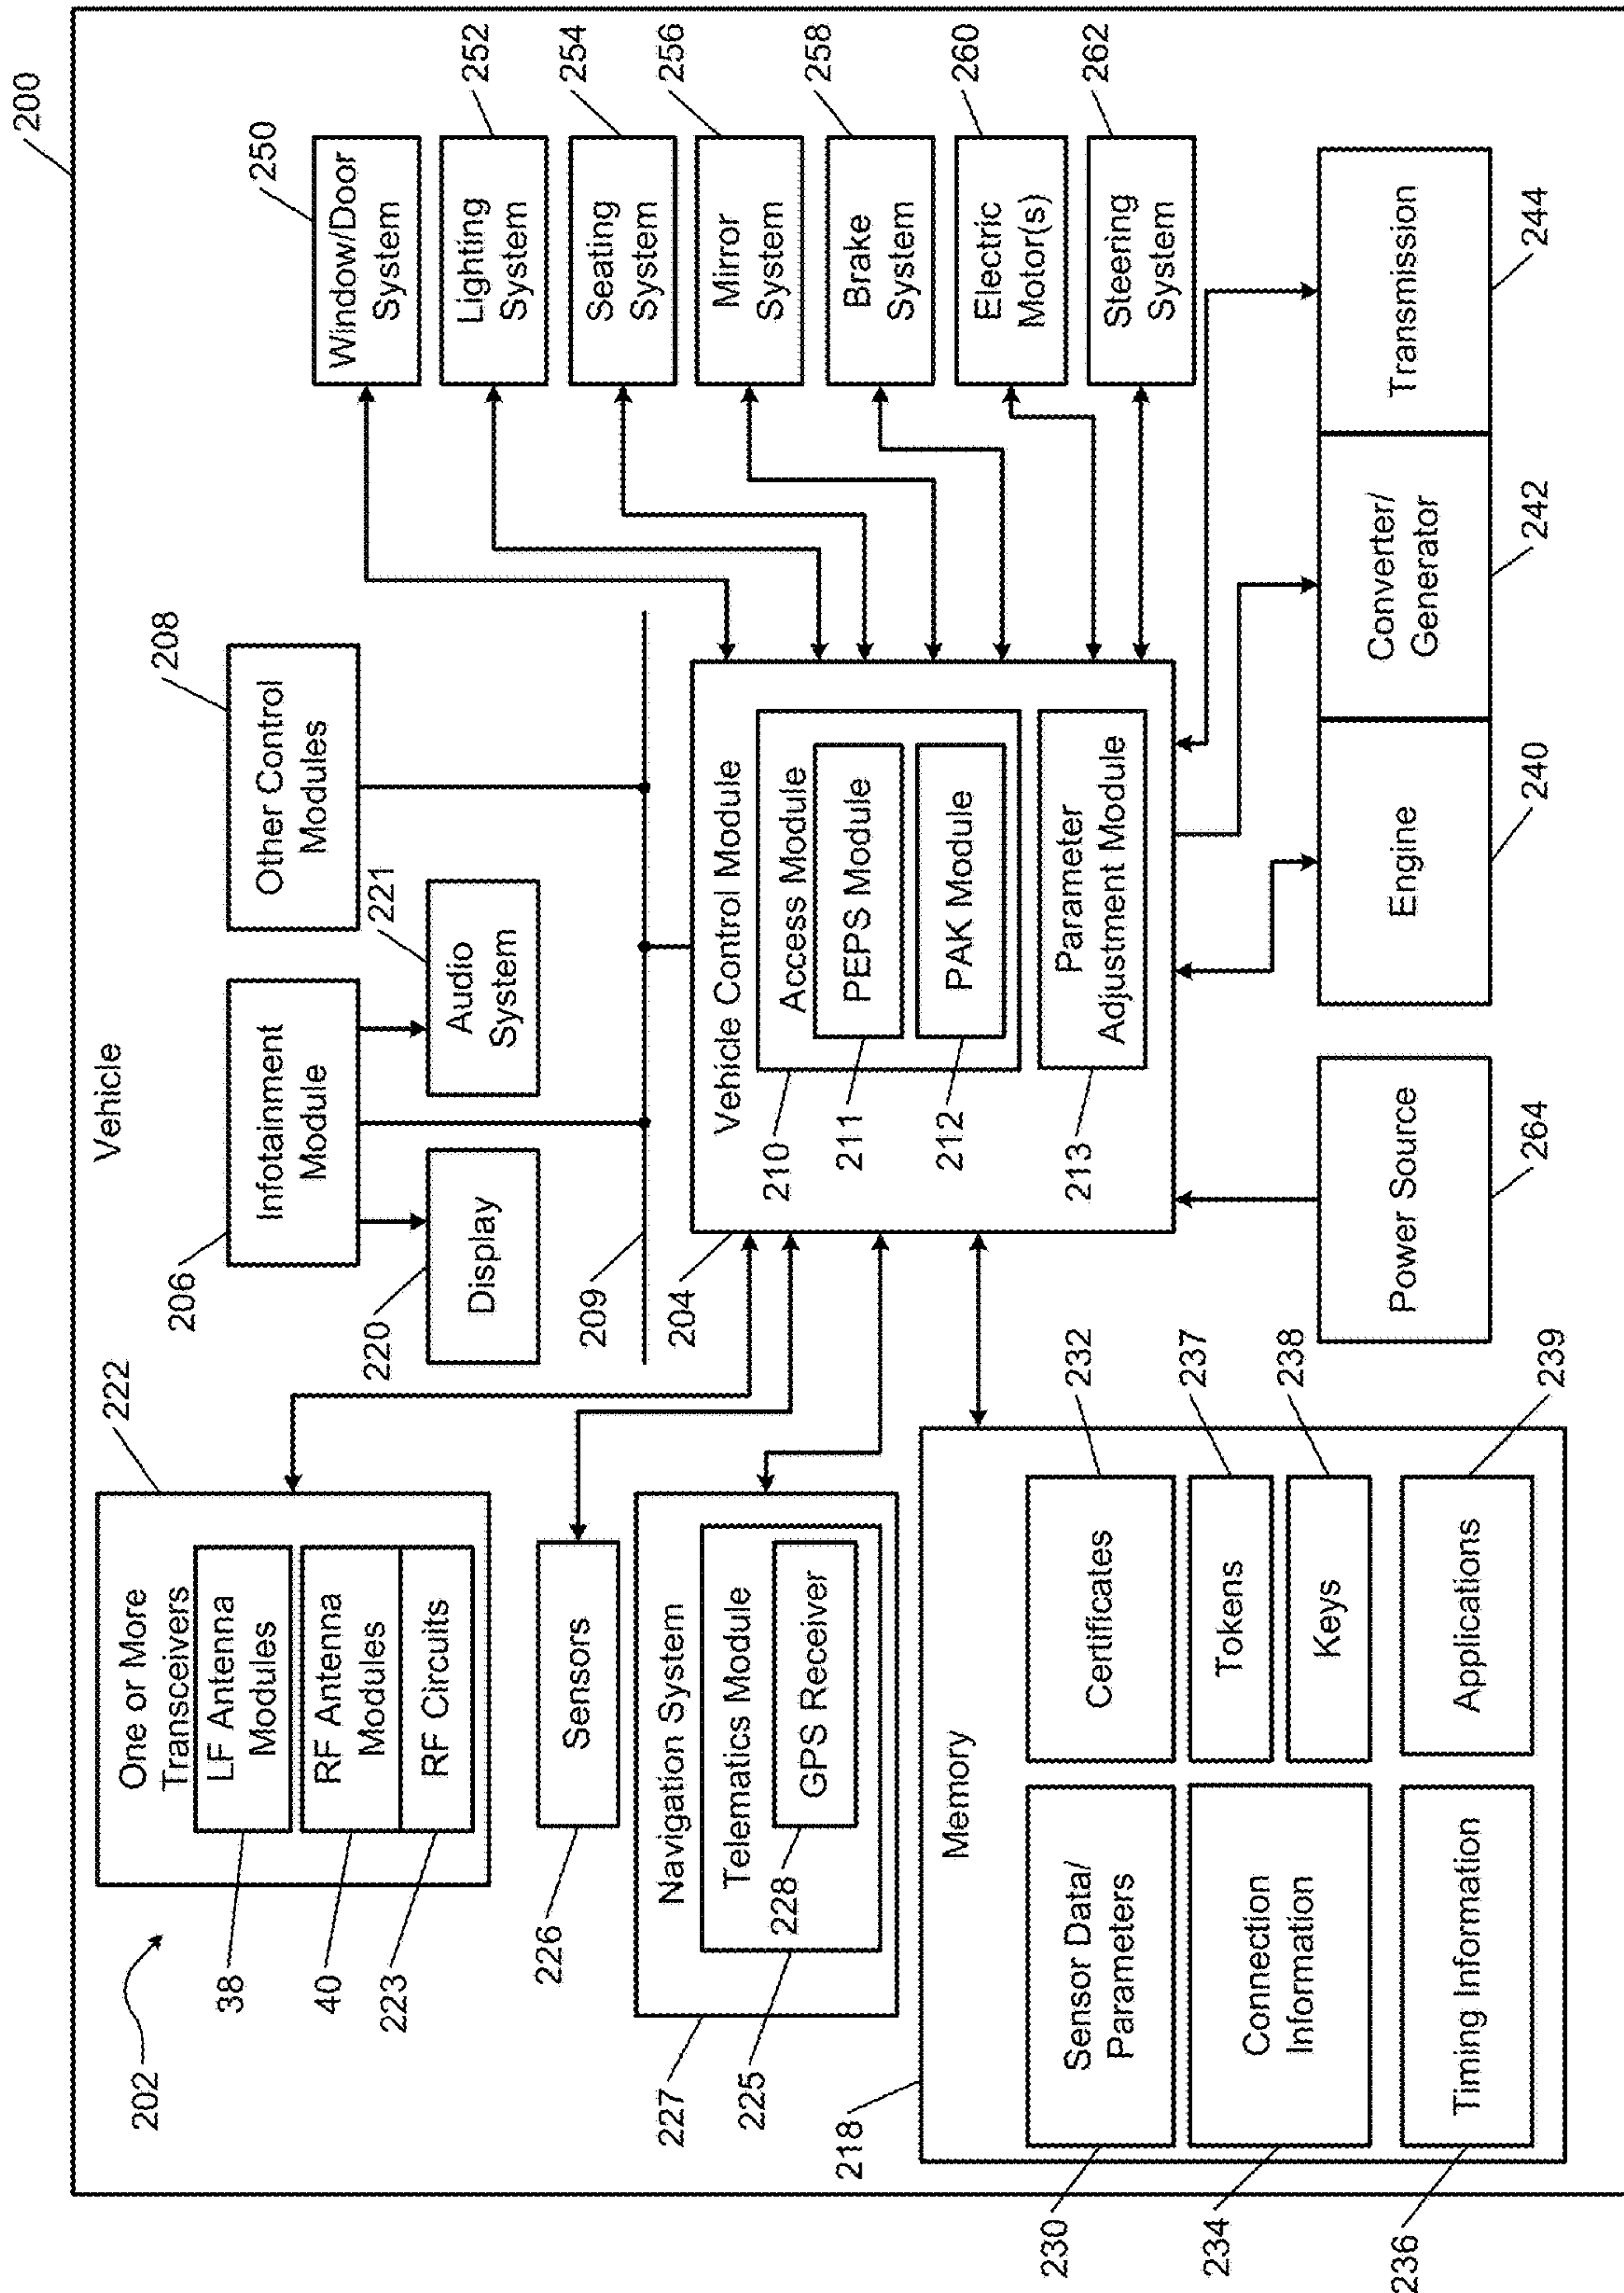 200
Vehicle
202
222
One or More
Transceivers
LF Antenna
Modules
RF Antenna
Modules
RF Circuits
38
40
223
206
Infotainment
Module
208
Other Control
Modules
220
Display
221
Audio
System
209
204
Vehicle Control Module
Access Module
PEPS Module
PAK Module
Parameter
Adjustment Module
210
211
212
213
250
Window/Door
System
252
Lighting
System
254
Seating
System
256
Mirror
System
258
Brake
System
260
Electric
Motor(s)
262
Steering
System
Sensors
226
Navigation System
Telematics Module
GPS Receiver
228
227
225
218
Memory
Sensor Data/
Parameters
230
Certificates
232
Connection
Information
234
Tokens
237
Keys
238
Timing Information
236
Applications
239
Power Source
264
Engine
240
Converter/
Generator
242
Transmission
244